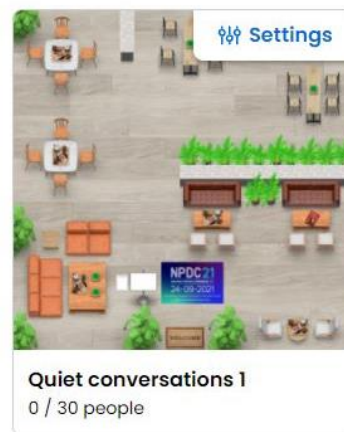 Settings
NPDC21
24-09-2021
Quiet conversations 1
0 / 30 people